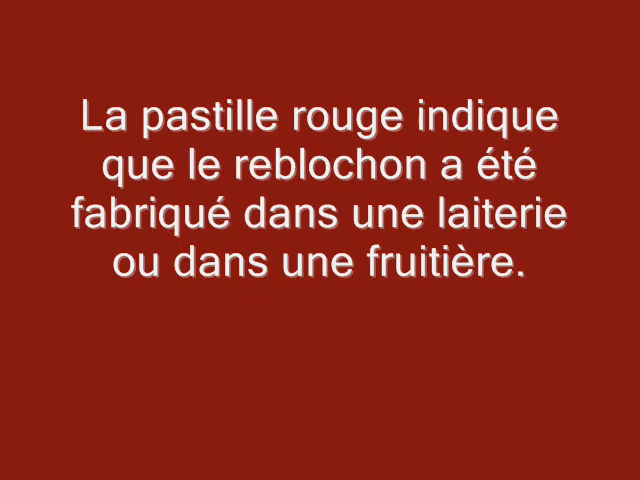 La pastille rouge indique
que le reblochon a été
fabriqué dans une laiterie
ou dans une fruitière.